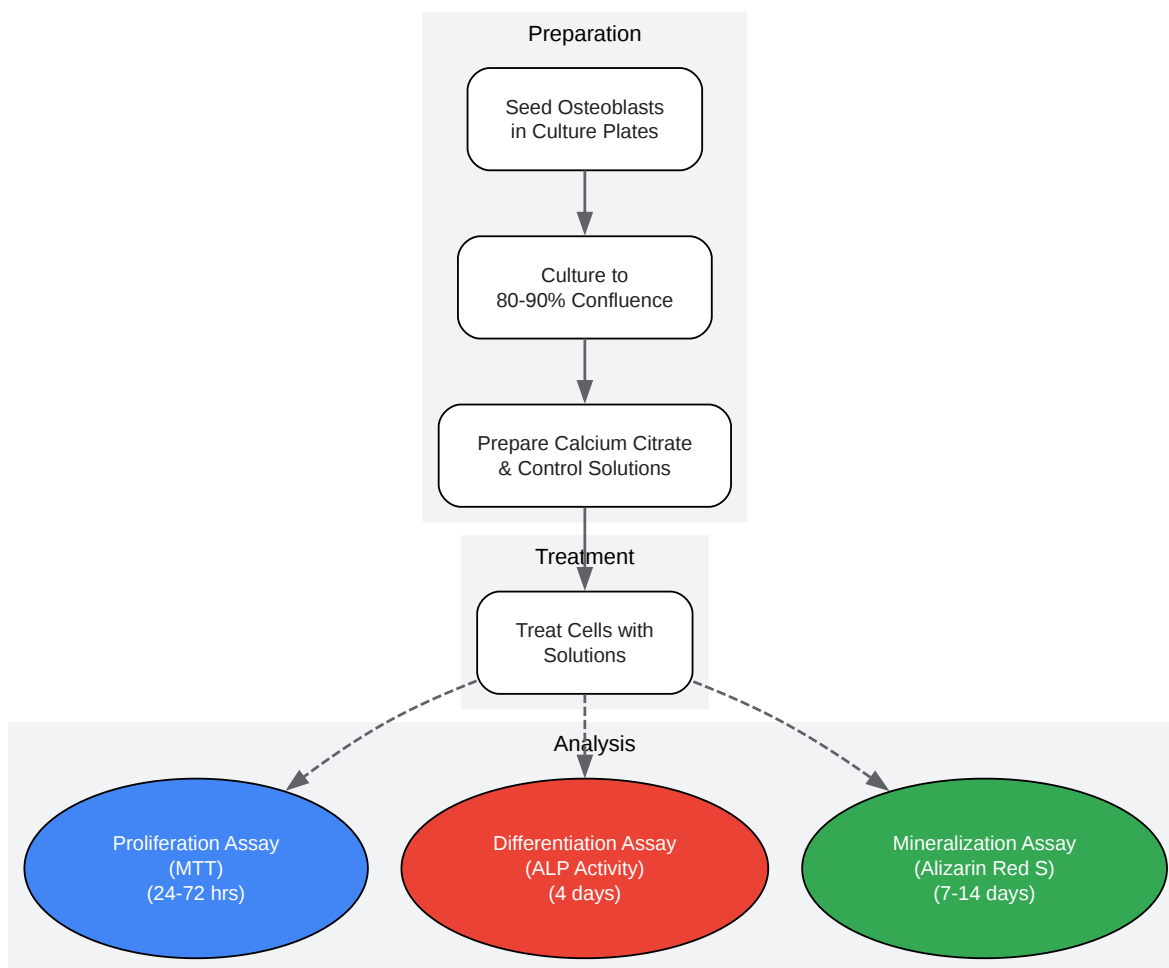 Preparation
Seed Osteoblasts
in Culture Plates
Culture to
80-90% Confluence
Prepare Calcium Citrate
& Control Solutions
Treatment
Treat Cells with
Solutions
Analysis
Proliferation Assay
(MTT)
(24-72 hrs)
Differentiation Assay
(ALP Activity)
(4 days)
Mineralization Assay
(Alizarin Red S)
(7-14 days)